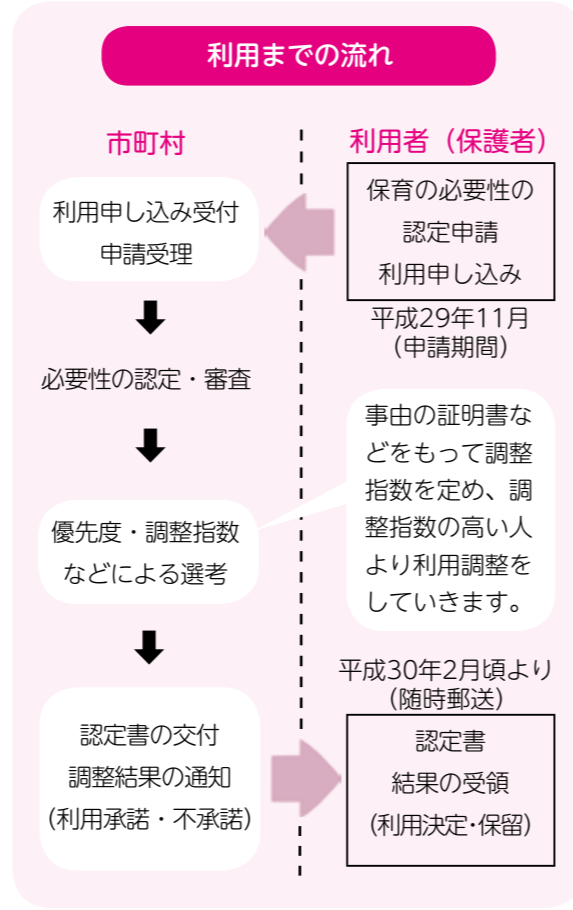 利用までの流れ
市町村
利用者（保護者）
保育の必要性の
認定申請
利用申し込み
平成29年11月
（申請期間）
利用申し込み受付
申請受理
必要性の認定・審査
優先度・調整指数
などによる選考
事由の証明書な
どをもって調整
指数を定め、調
整指数の高い人
より利用調整を
していきます。
認定書の交付
調整結果の通知
（利用承諾・不承諾）
平成30年2月頃より
（随時郵送）
認定書
結果の受領
（利用決定・保留）